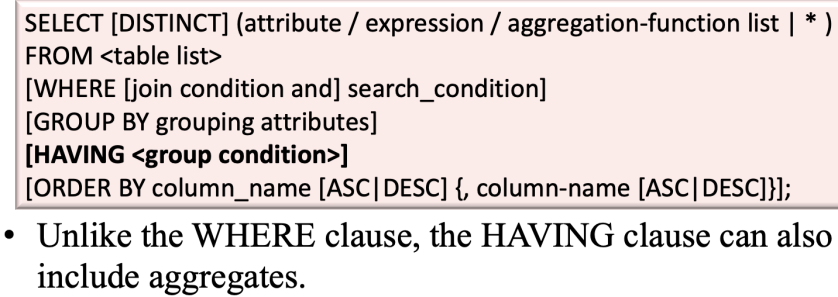 SELECT [DISTINCT] (attribute / expression / aggregation-function list | * )
FROM <table list>
[WHERE [join condition and] search_condition]
[GROUP BY grouping attributes]
[HAVING <group condition>]
[ORDER BY column_name [ASC|DESC] {, column-name [ASC|DESC]}];
• Unlike the WHERE clause, the HAVING clause can also
include aggregates.